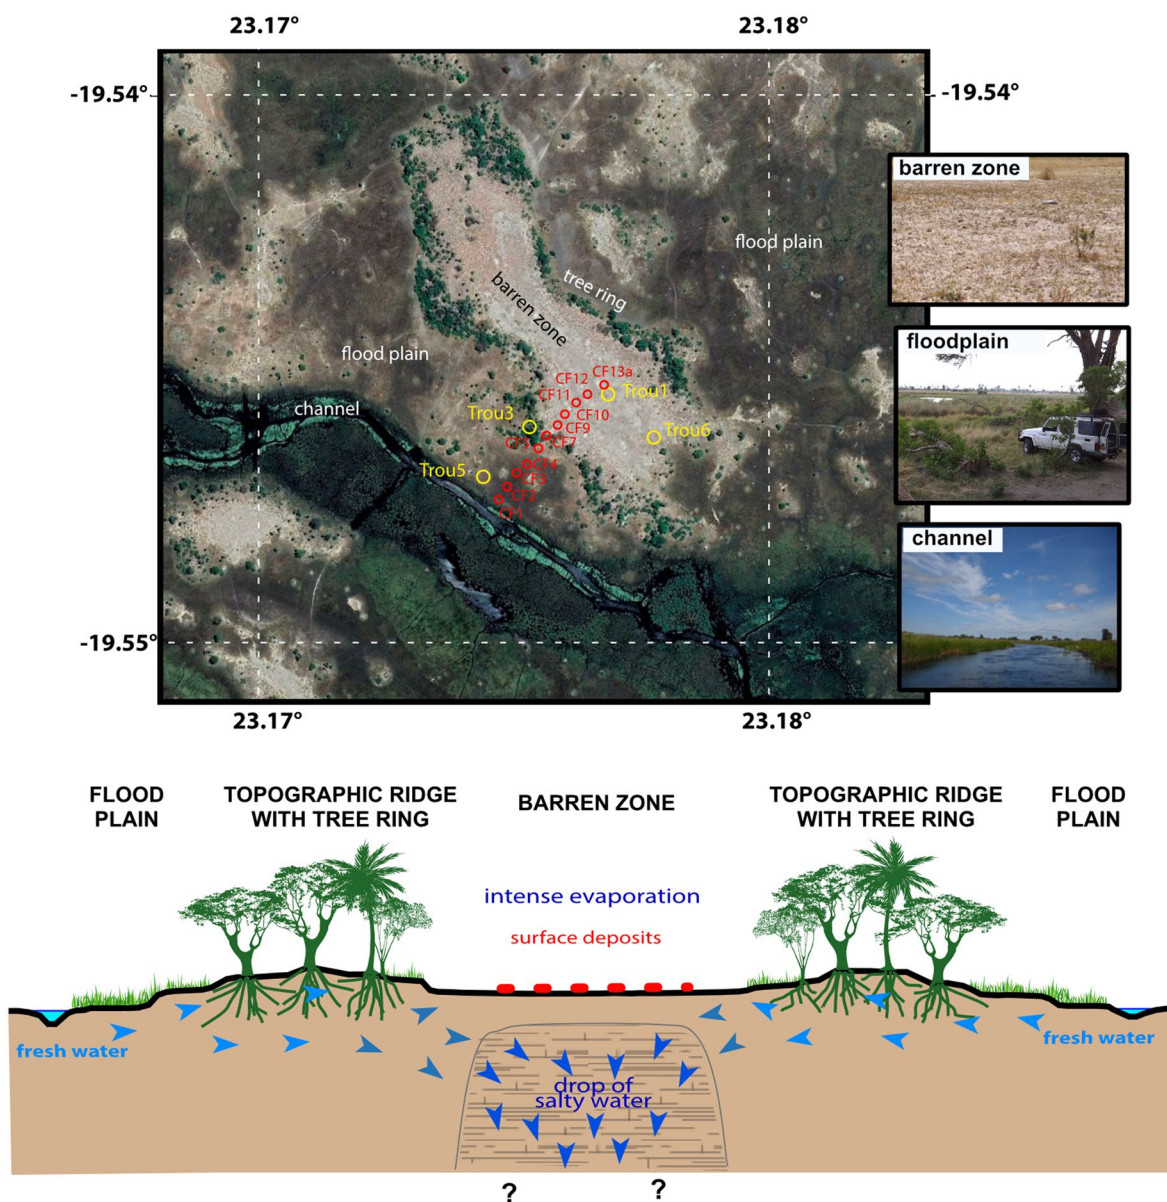 23.17°
23.18°
-19.54°
-19.54°
barren zone
flood plain
tree ring
barren zone
flood plain
floodplain
CF13a
CF12
Trou1
CF11
channel
CF10
Trou3
CF9
Trou6
CF7
CF5
CF4
Trou5
CF3
CF2
CF1
channel
-19.55°
23.17°
23.18°
FLOOD
PLAIN
TOPOGRAPHIC RIDGE
WITH TREE RING
BARREN ZONE
TOPOGRAPHIC RIDGE
WITH TREE RING
FLOOD
PLAIN
intense evaporation
surface deposits
fresh water
fresh water
drop of
salty water
?
?